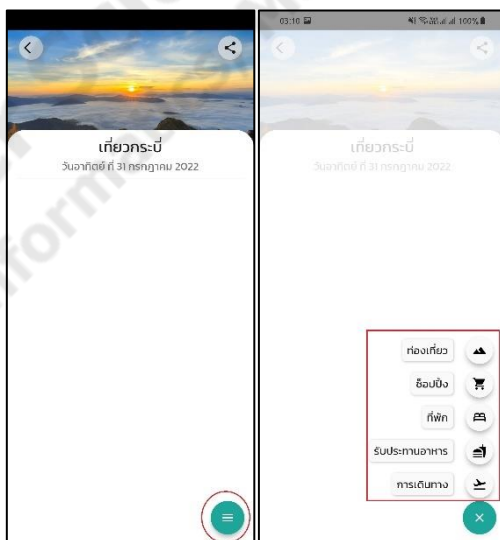 เที่ยวกระบี่
วันอาทิตย์ ที่ 31 กรกฎาคม 2022
03:10
100%
เที่ยวกระบี่
วันอาทิตย์ ที่ 31 กรกฎาคม 2022
ท่องเที่ยว
ช็อปปิ้ง
ที่พัก
รับประทานอาหาร
การเดินทาง